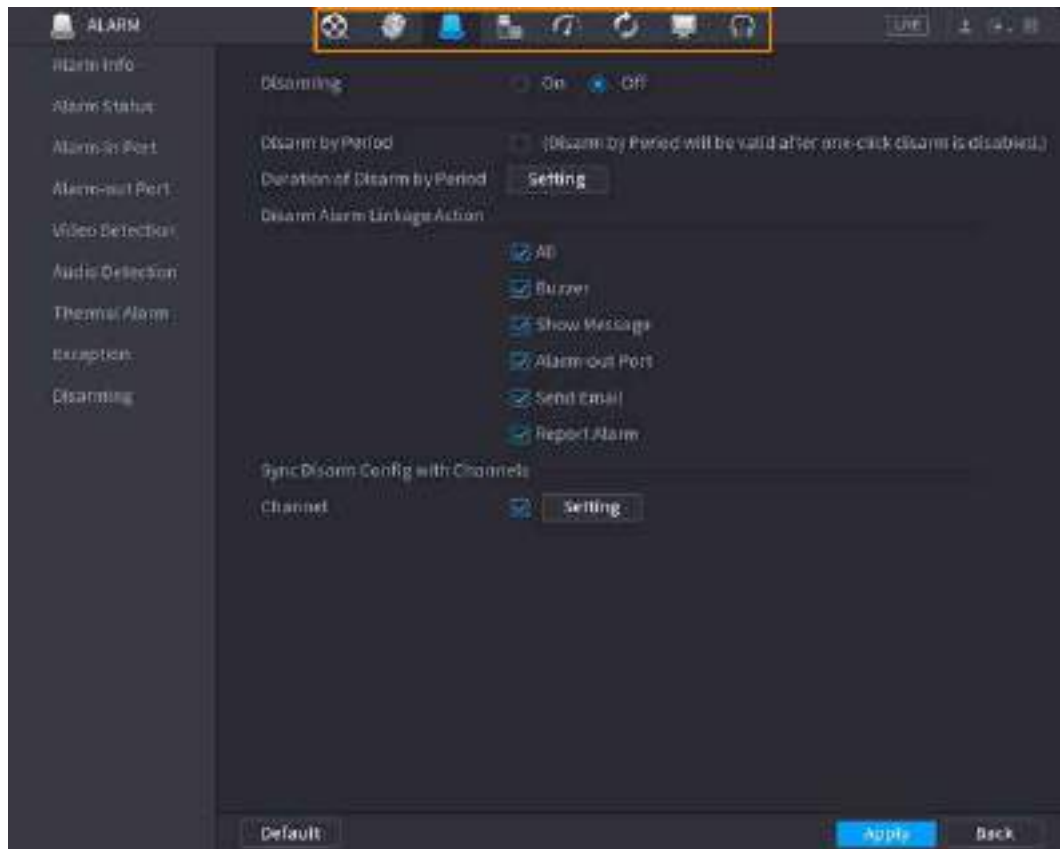 ALARM
LIVE
Alarm Info
Alarm Status
Alarm-in Port
Alarm-out Port
Video Detection
Audio Detection
Thermal Alarm
Exception
Disarming
Disarming On Off
Disarm by Period (Disarm by Period will be valid after one-click disarm is disabled.)
Duration of Disarm by Period Setting
Disarm Alarm Linkage Action
All
Buzzer
Show Message
Alarm-out Port
Send Email
Report Alarm
Sync Disarm Config with Channels
Channel Setting
Default Apply Back